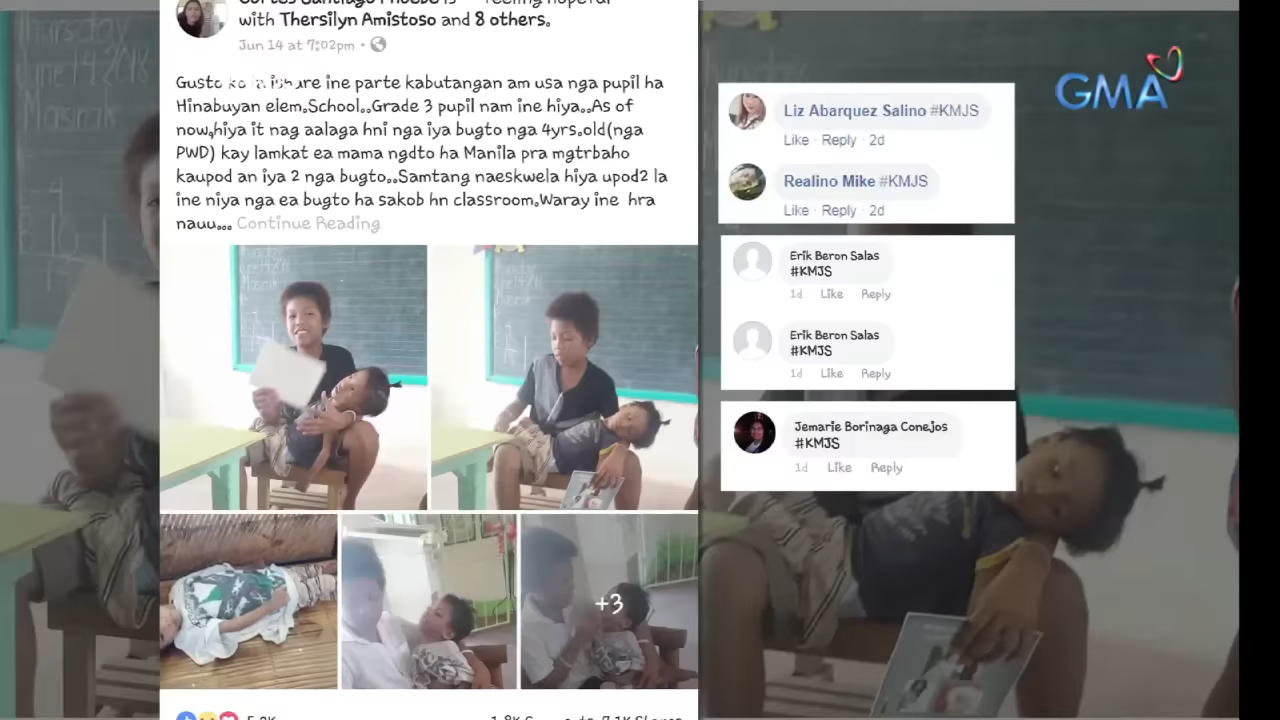 with Thersilyn Amistoso and 8 others.
Jun 14 at 7:02pm
Gusto ine parte kabutangan am usa nga pupil ha
Hinabuyan elem.School..Grade 3 pupil nam ine hiya..As of
now,hiya it nag aalaga hni nga iya bugto nga 4yrs.old(nga
PWD) kay lamkat ea mama ngdto ha Manila pra mgtrbaho
kaupod an iya 2 nga bugto..Samtang naeskwela hiya upod2 la
ine niya nga ea bugto ha sakob hn classroom.Waray ine hra
nauu... Continue Reading
+3
Liz Abarquez Salino #KMJS
Like · Reply · 2d
Realino Mike #KMJS
Like · Reply · 2d
Erik Beron Salas
#KMJS
1d Like Reply
Erik Beron Salas
#KMJS
1d Like Reply
Jemarie Borinaga Conejos
#KMJS
1d Like Reply
GMA